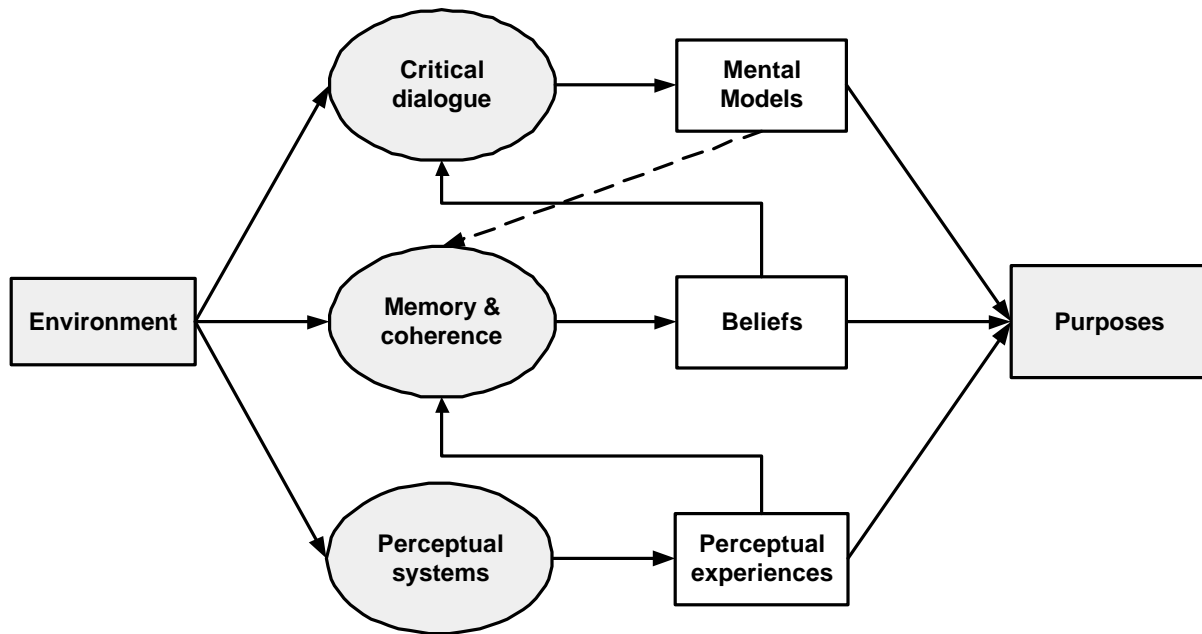 Critical
dialogue
Mental
Models
Environment
Memory &
coherence
Beliefs
Purposes
Perceptual
systems
Perceptual
experiences